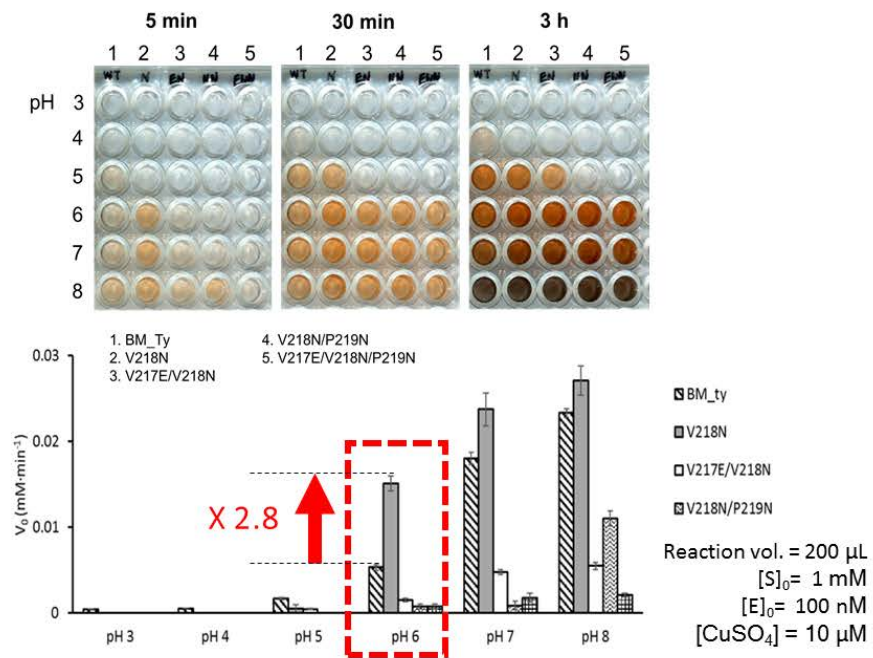 5 min 30 min 3 h
1 2 3 4 5 1 2 3 4 5 1 2 3 4 5
WT N EN NN ENN WT N EN NN ENN WT N EN NN ENN
pH 3
4
5
6
7
8
1. BM_Ty 4. V218N/P219N
2. V218N 5. V217E/V218N/P219N
3. V217E/V218N
0.03
0.02
0.01
0
V₀ (mM·min⁻¹)
X 2.8
pH 3 pH 4 pH 5 pH 6 pH 7 pH 8
BM_ty
V218N
V217E/V218N
V218N/P219N
Reaction vol. = 200 µL
[S]₀= 1 mM
[E]₀= 100 nM
[CuSO₄] = 10 µM